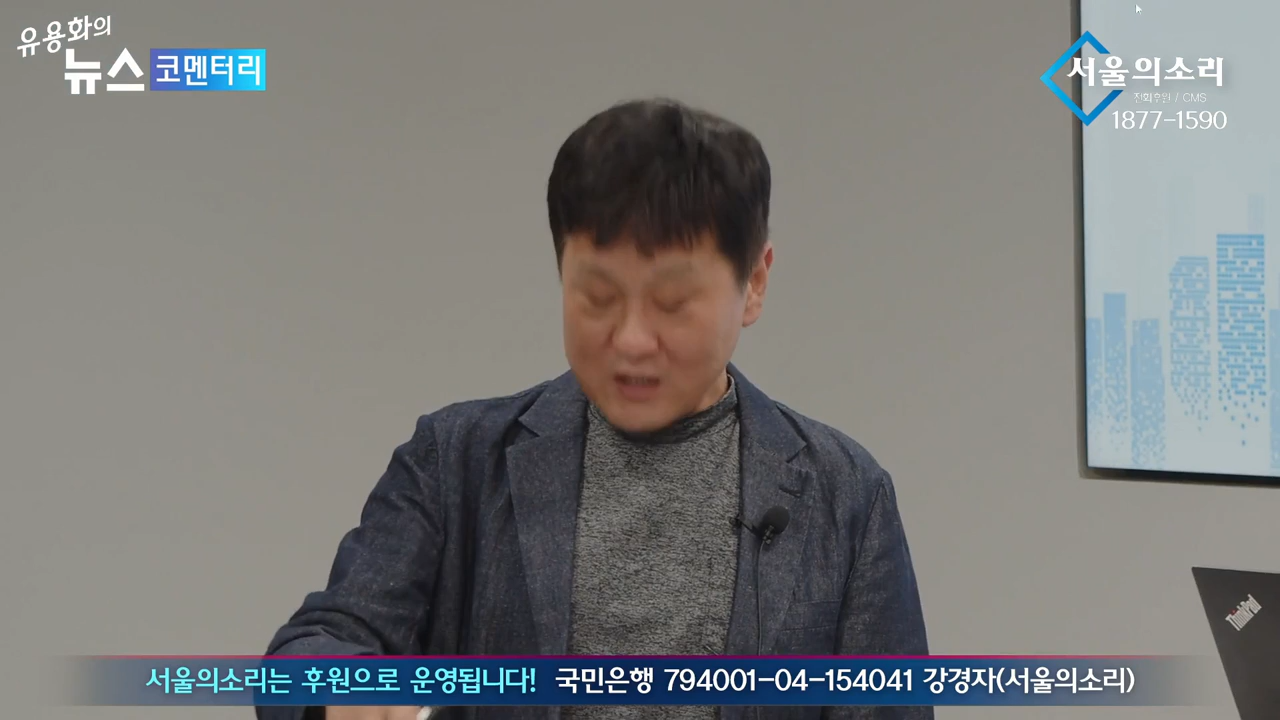 유용화의
뉴스 코멘터리
서울의소리
전화후원 / CMS
1877-1590
ThinkPad
서울의소리는 후원으로 운영됩니다! 국민은행 794001-04-154041 강경자(서울의소리)